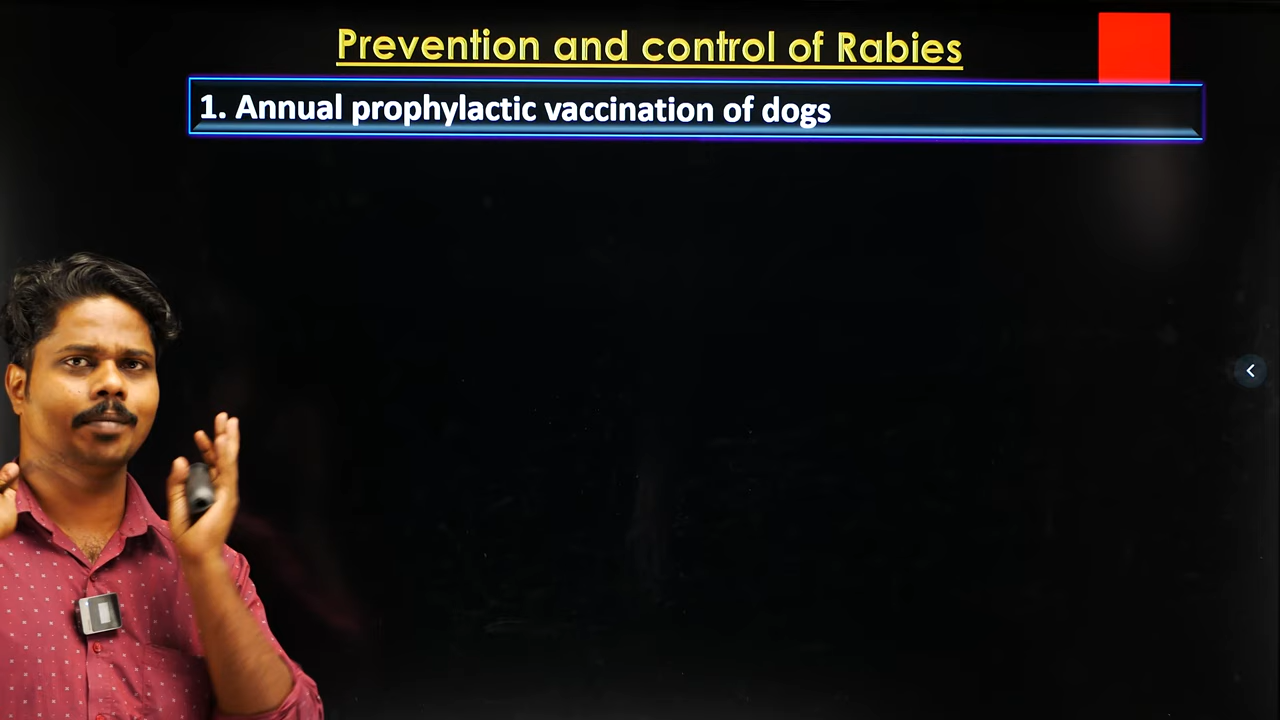 Prevention and control of Rabies
1. Annual prophylactic vaccination of dogs